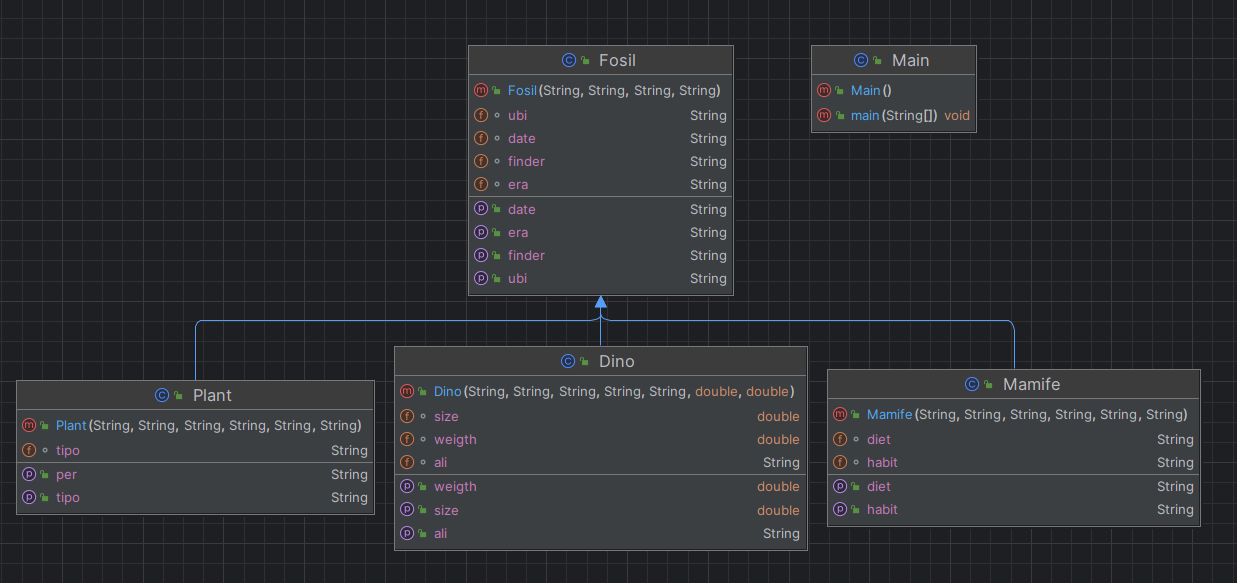 Fosil
Fosil(String, String, String, String)
ubi String
date String
finder String
era String
date String
era String
finder String
ubi String
Main
Main()
main(String[]) void
Plant
Plant(String, String, String, String, String, String)
tipo String
per String
tipo String
Dino
Dino(String, String, String, String, String, double, double)
size double
weigth double
ali String
weigth double
size double
ali String
Mamife
Mamife(String, String, String, String, String, String)
diet String
habit String
diet String
habit String